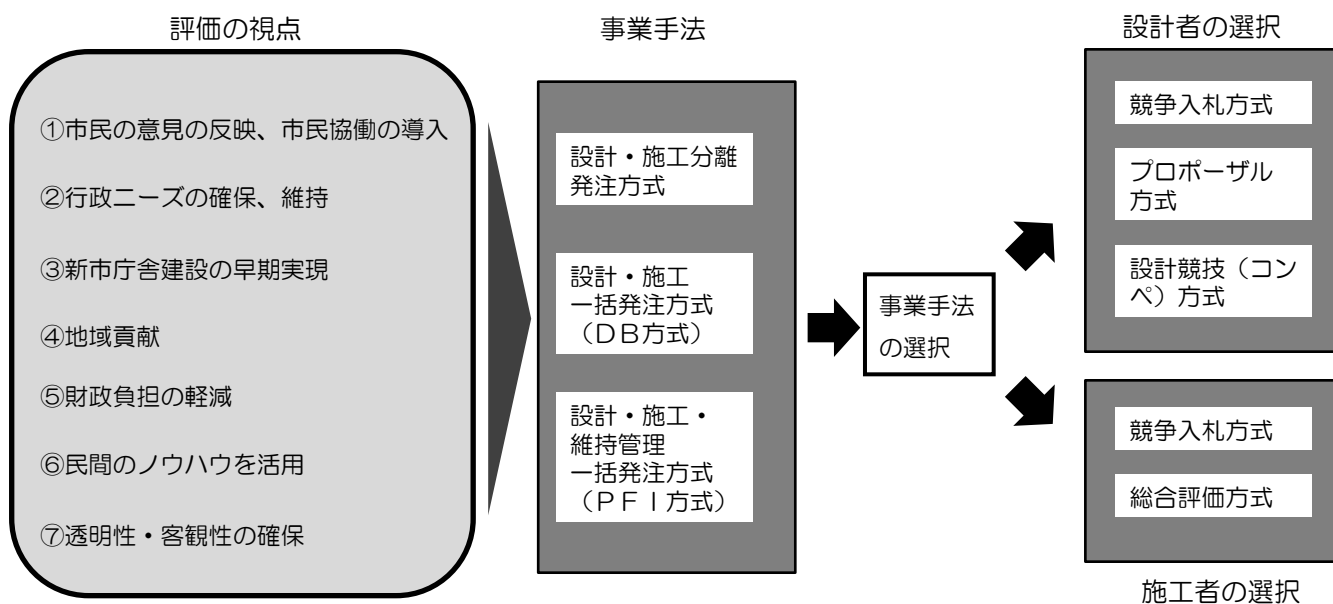 評価の視点
①市民の意見の反映、市民協働の導入
②行政ニーズの確保、維持
③新市庁舎建設の早期実現
④地域貢献
⑤財政負担の軽減
⑥民間のノウハウを活用
⑦透明性・客観性の確保
事業手法
設計・施工分離
発注方式
設計・施工
一括発注方式
（ＤＢ方式）
設計・施工・
維持管理
一括発注方式
（ＰＦＩ方式）
事業手法
の選択
設計者の選択
競争入札方式
プロポーザル
方式
設計競技（コン
ペ）方式
競争入札方式
総合評価方式
施工者の選択